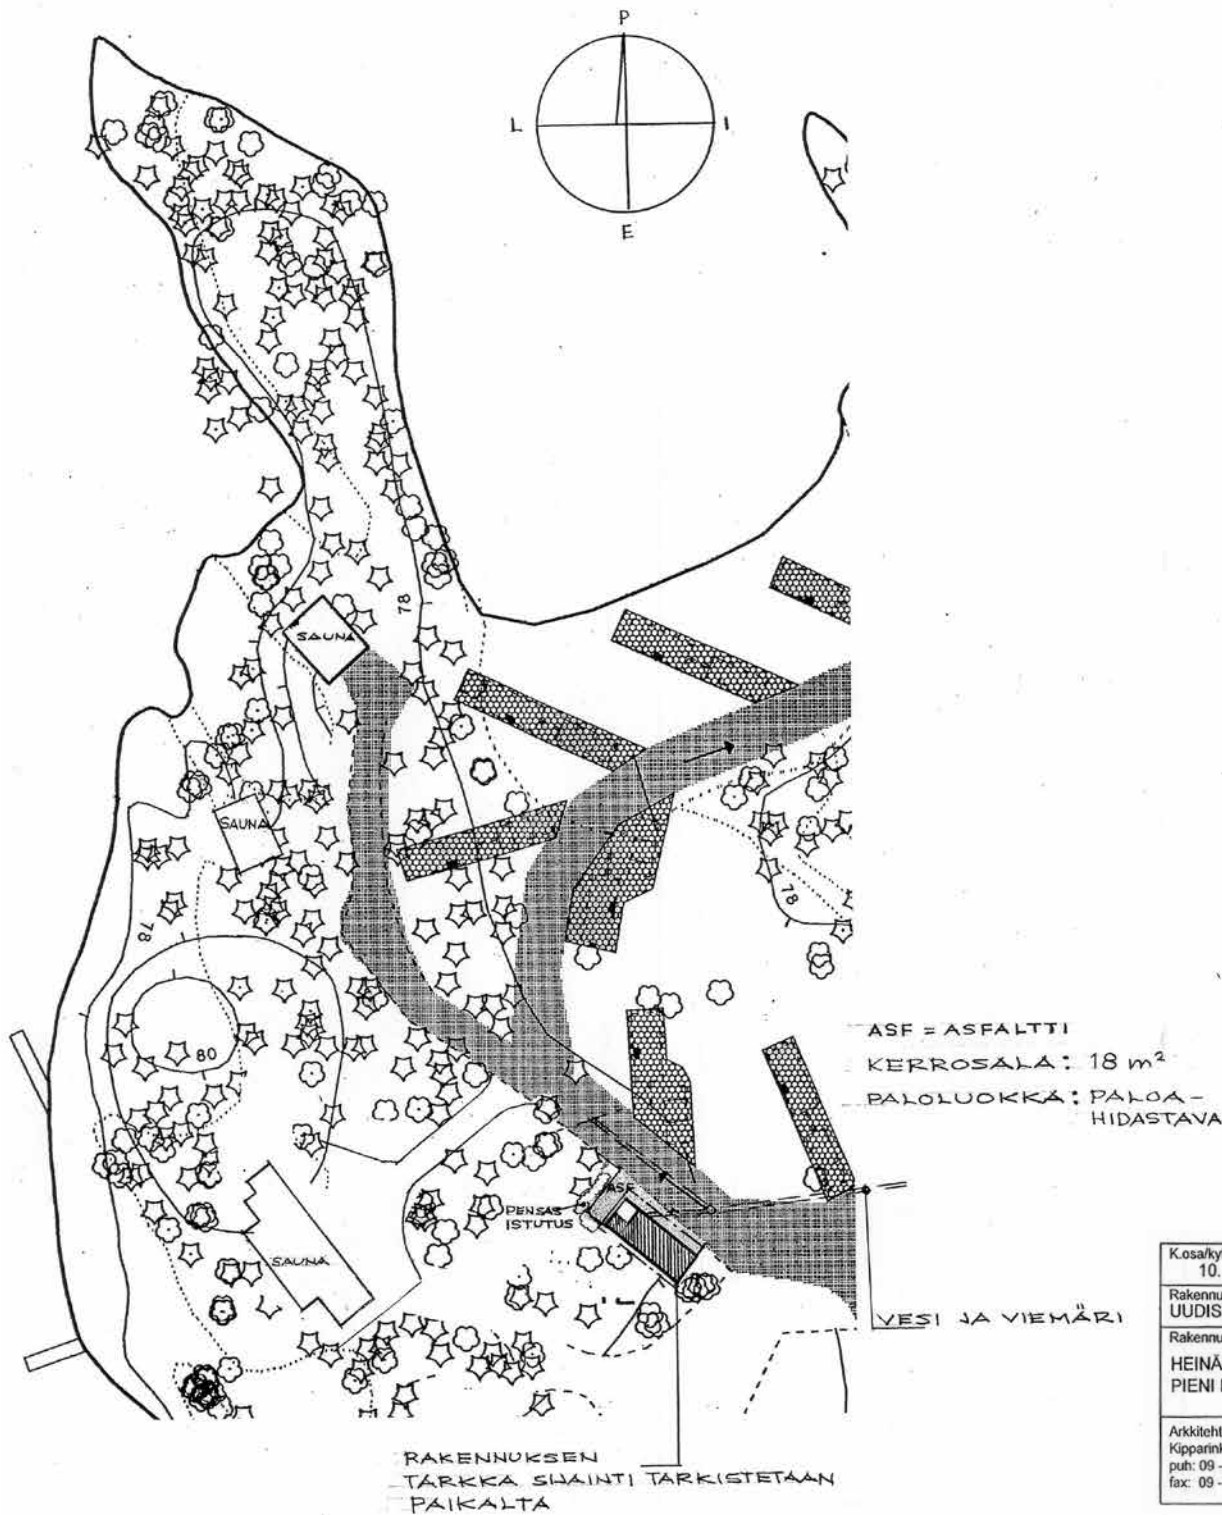 P
L
I
E
SAUNA
78
SAUNA
78
78
80
ASF = ASFALTTI
KERROSALA: 18 m²
PALOLUOKKA: PALOA-
HIDASTAVA
ASF
PENSAS
ISTUTUS
SAUNA
VESI JA VIEMÄRI
RAKENNUKSEN
TARKKA SIJAINTI TARKISTETAAN
PAIKALTA
K.osa/ky
10.
Rakennu
UUDIS
Rakennu
HEINÄ
PIENI
Arkkiteht
Kipparink
puh: 09 -
fax: 09 -